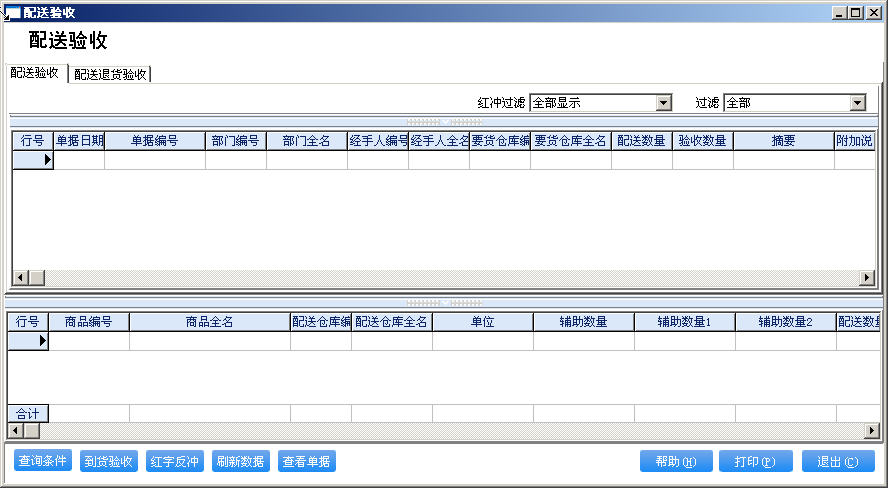 配送验收
配送验收
配送验收 配送退货验收
红冲过滤 全部显示 过滤 全部
行号 单据日期 单据编号 部门编号 部门全名 经手人编号 经手人全名 要货仓库编 要货仓库全名 配送数量 验收数量 摘要 附加说
行号 商品编号 商品全名 配送仓库编 配送仓库全名 单位 辅助数量 辅助数量1 辅助数量2 配送数量
合计
查询条件 到货验收 红字反冲 刷新数据 查看单据 帮助(H) 打印(P) 退出(C)